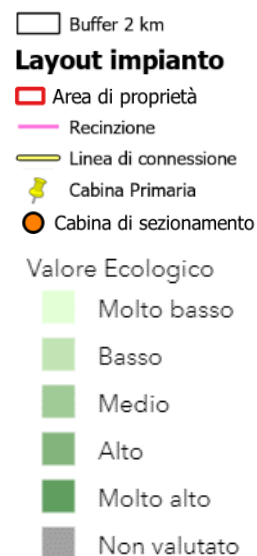 Buffer 2 km
Layout impianto
Area di proprietà
Recinzione
Linea di connessione
Cabina Primaria
Cabina di sezionamento
Valore Ecologico
Molto basso
Basso
Medio
Alto
Molto alto
Non valutato